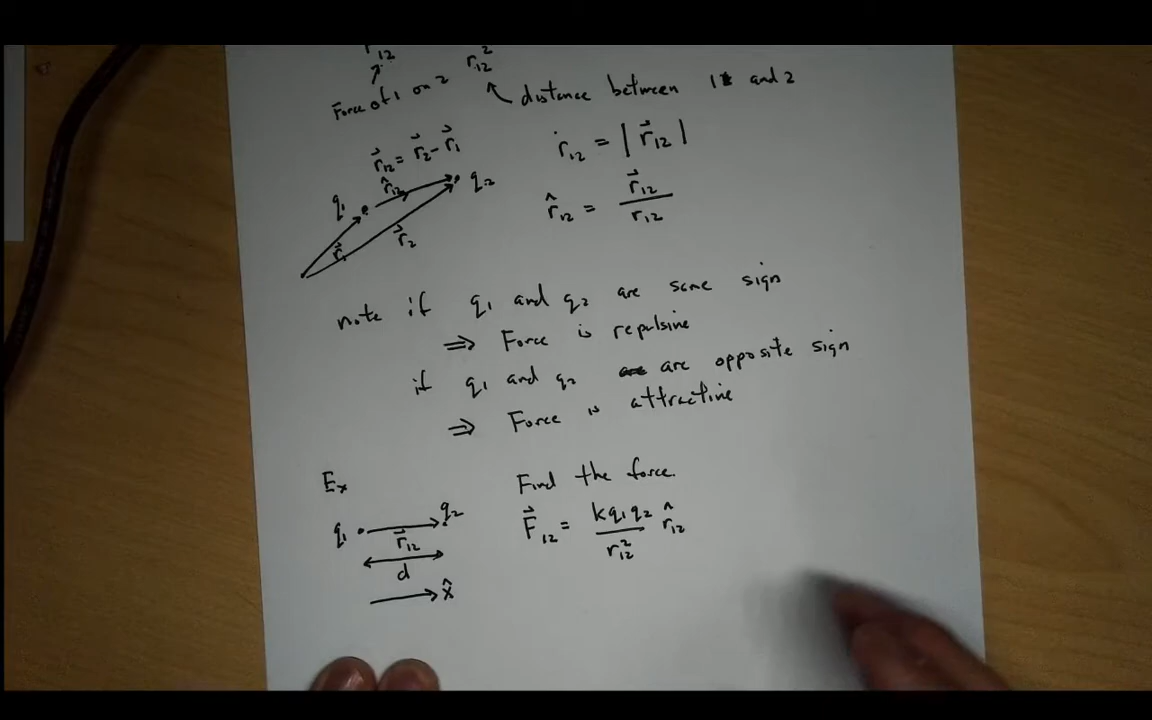 r₁₂
Force of 1 on 2
r₁₂²
distance between 1 and 2
r⃗₁₂ = r⃗₂ - r⃗₁
r₁₂ = | r⃗₁₂ |
r̂₁₂
q₁
q₂
r⃗₁
r⃗₂
r̂₁₂ = r⃗₁₂ / r₁₂
note if q₁ and q₂ are same sign
⇒ Force is repulsive
if q₁ and q₂ are opposite sign
⇒ Force is attractive
Ex
Find the force.
q₁
q₂
r⃗₁₂
d
x̂
F⃗₁₂ = kq₁q₂ / r₁₂² r̂₁₂